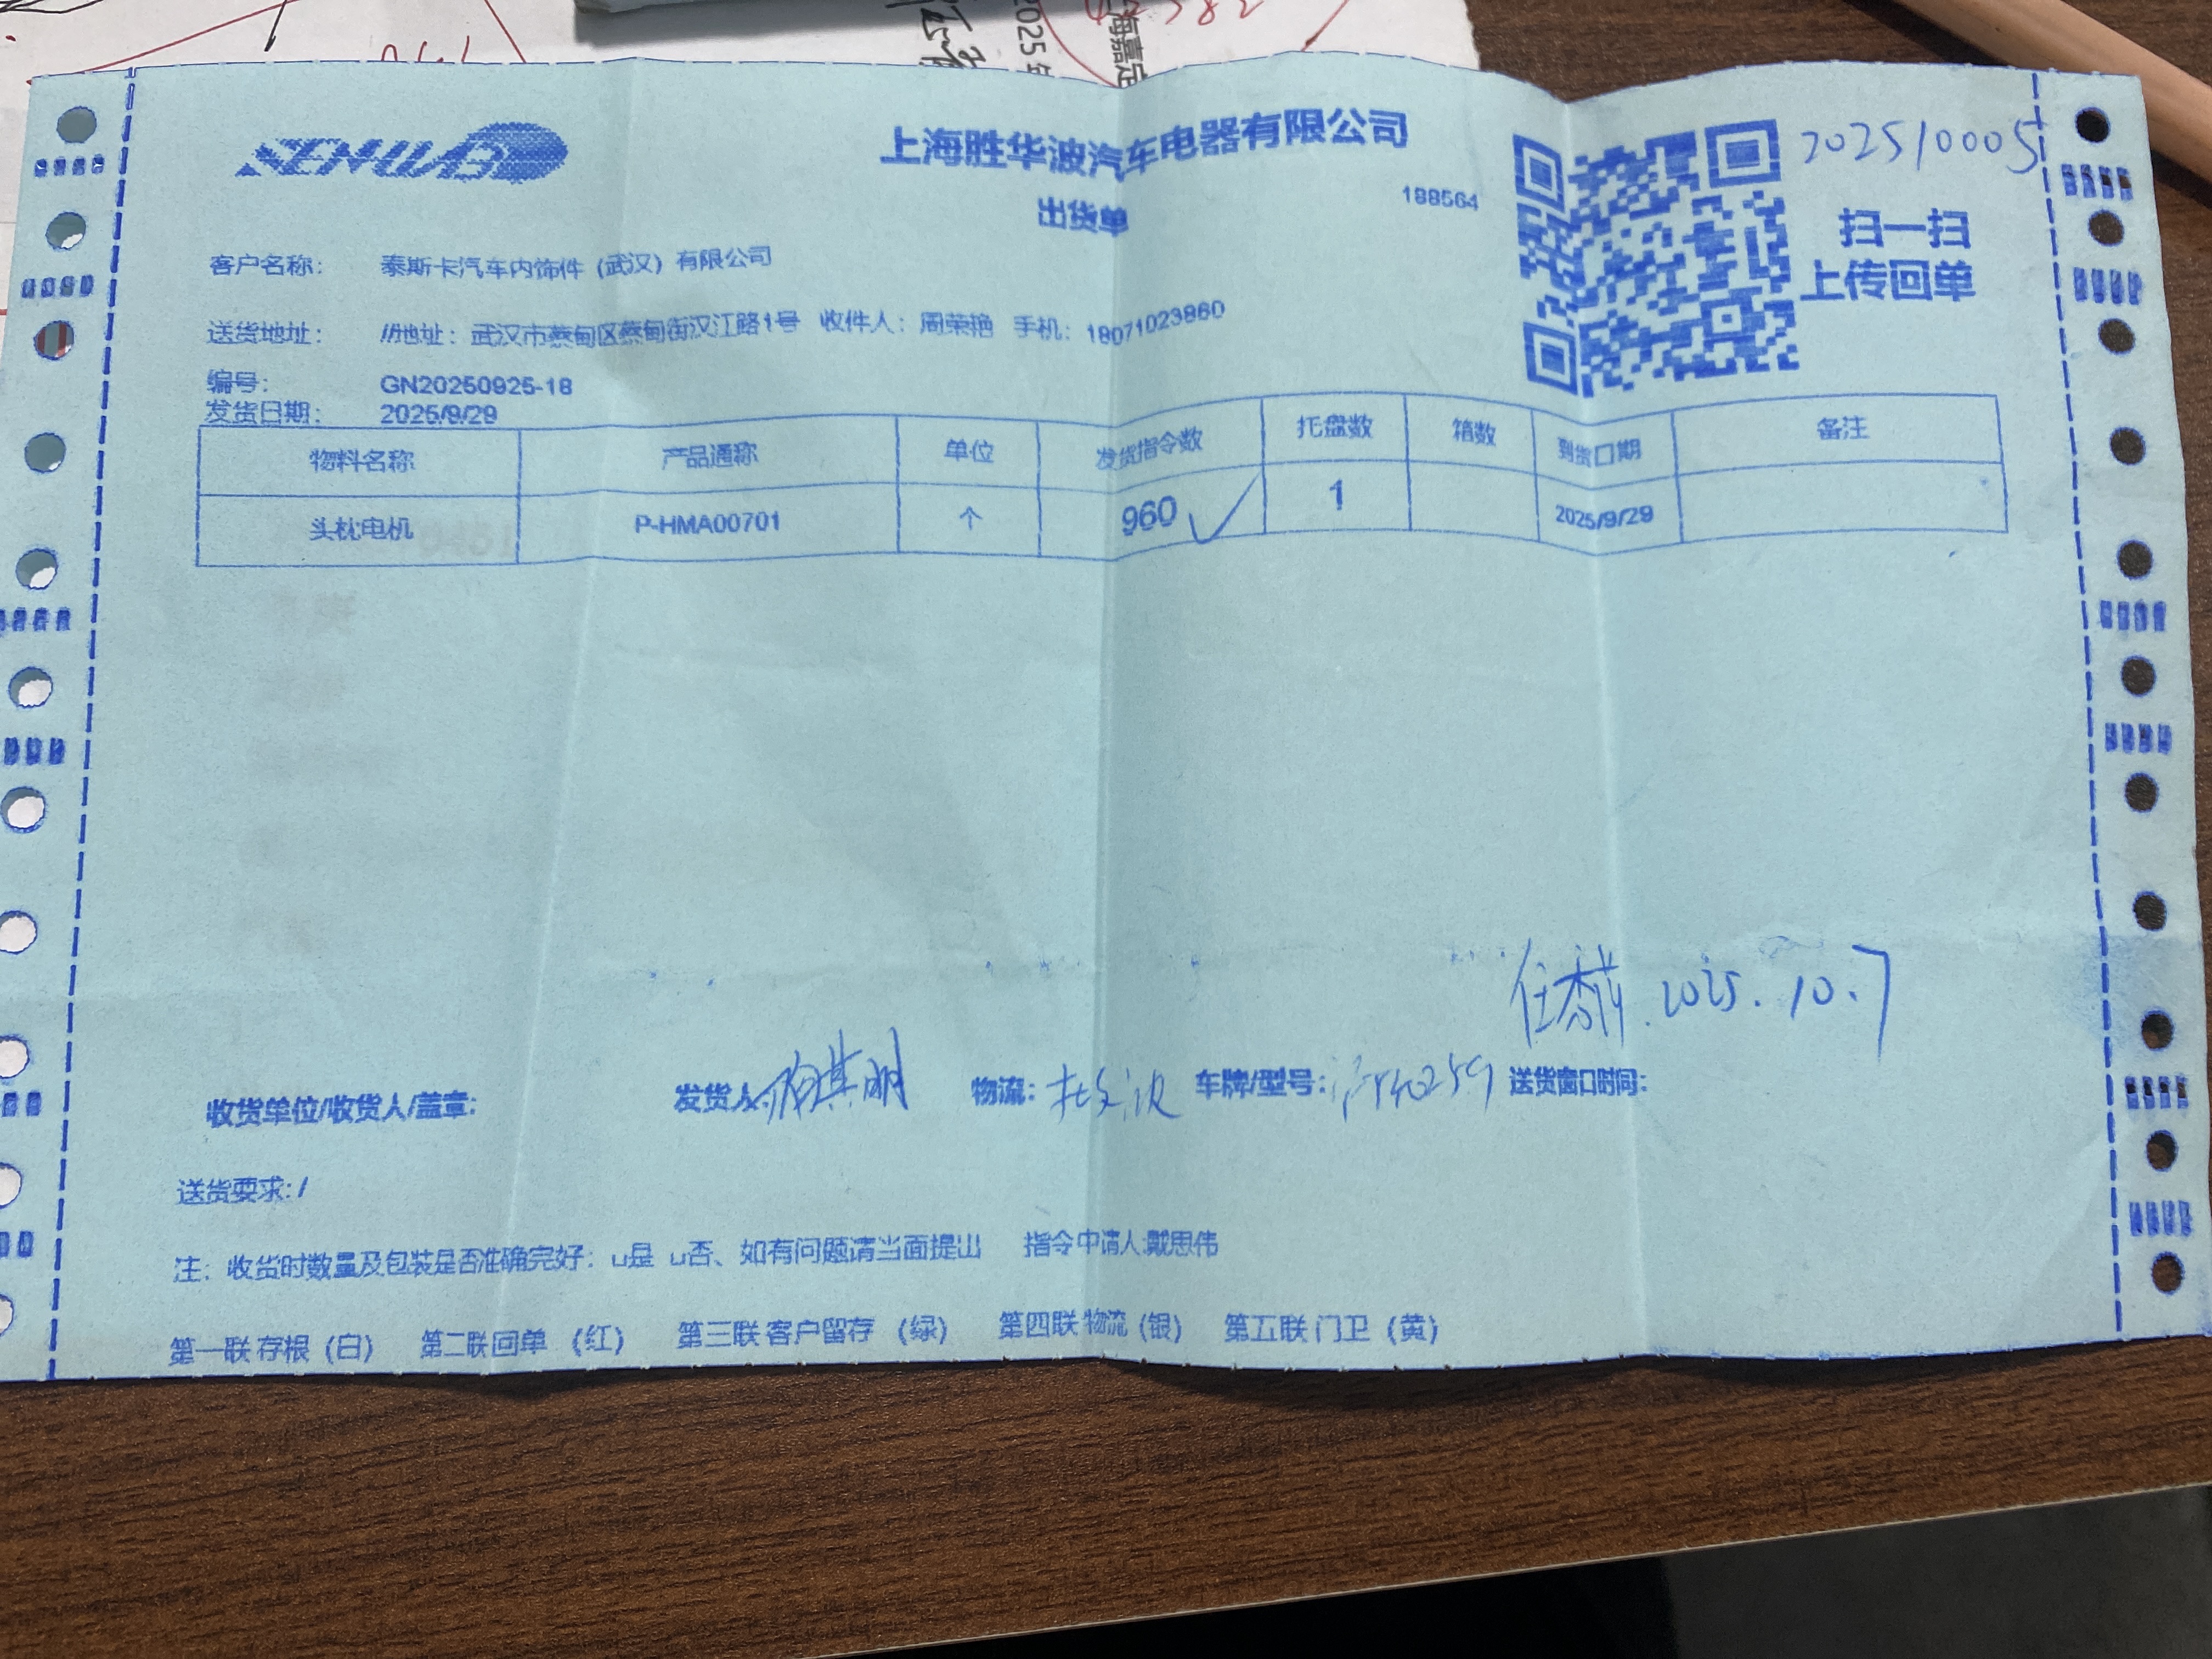 上海胜华波汽车电器有限公司
202510005
188564
出货单
扫一扫
上传回单
客户名称： 泰斯卡汽车内饰件（武汉）有限公司
送货地址： //地址：武汉市蔡甸区蔡甸街汉江路1号 收件人：周荣艳 手机：18071023860
编号： GN20250925-18
发货日期： 2025/9/29
物料名称 产品通称 单位 发货指令数 托盘数 箱数 到货日期 备注
头枕电机 P-HMA00701 个 960 ✓ 1 2025/9/29
2025.10.7
收货单位/收货人/盖章: 发货人: 物流: 车牌/型号: 送货窗口时间:
送货要求: /
注：收货时数量及包装是否准确完好：u是 u否、如有问题请当面提出 指令申请人:戴思伟
第一联 存根（白） 第二联 回单（红） 第三联 客户留存（绿） 第四联 物流（银） 第五联 门卫（黄）